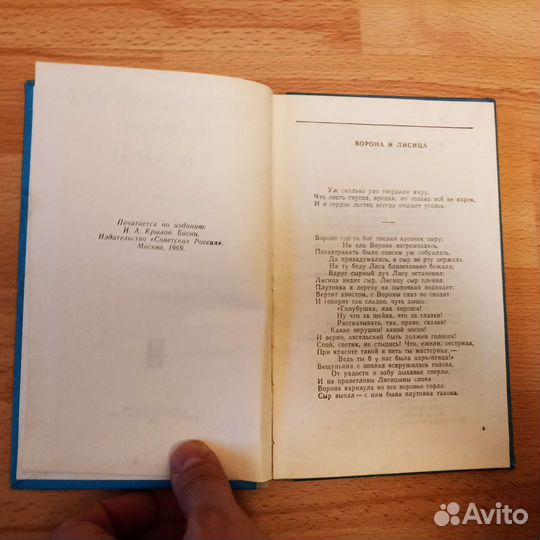 Печатается по изданию:
И. А. Крылов. Басни.
Издательство «Советская Россия».
Москва, 1969.
ВОРОНА И ЛИСИЦА
Уж сколько раз твердили миру,
Что лесть гнусна, вредна; но только всё не впрок,
И в сердце льстец всегда отыщет уголок.
Вороне где-то бог послал кусочек сыру;
На ель Ворона взгромоздясь,
Позавтракать было совсем уж собралась,
Да призадумалась, а сыр во рту держала.
На ту беду Лиса близехонько бежала;
Вдруг сырный дух Лису остановил:
Лисица видит сыр, Лисицу сыр пленил.
Плутовка к дереву на цыпочках подходит;
Вертит хвостом, с Вороны глаз не сводит
И говорит так сладко, чуть дыша:
«Голубушка, как хороша!
Ну что за шейка, что за глазки!
Рассказывать, так, право, сказки!
Какие перушки! какой носок!
И верно, ангельский быть должен голосок!
Спой, светик, не стыдись! Что, ежели, сестрица,
При красоте такой и петь ты мастерица,—
Ведь ты б у нас была царь-птица!»
Вещуньина с похвал вскружилась голова,
От радости в зобу дыханье сперло,—
И на приветливы Лисицыны слова
Ворона каркнула во все воронье горло:
Сыр выпал — с ним была плутовка такова.
3
Avito